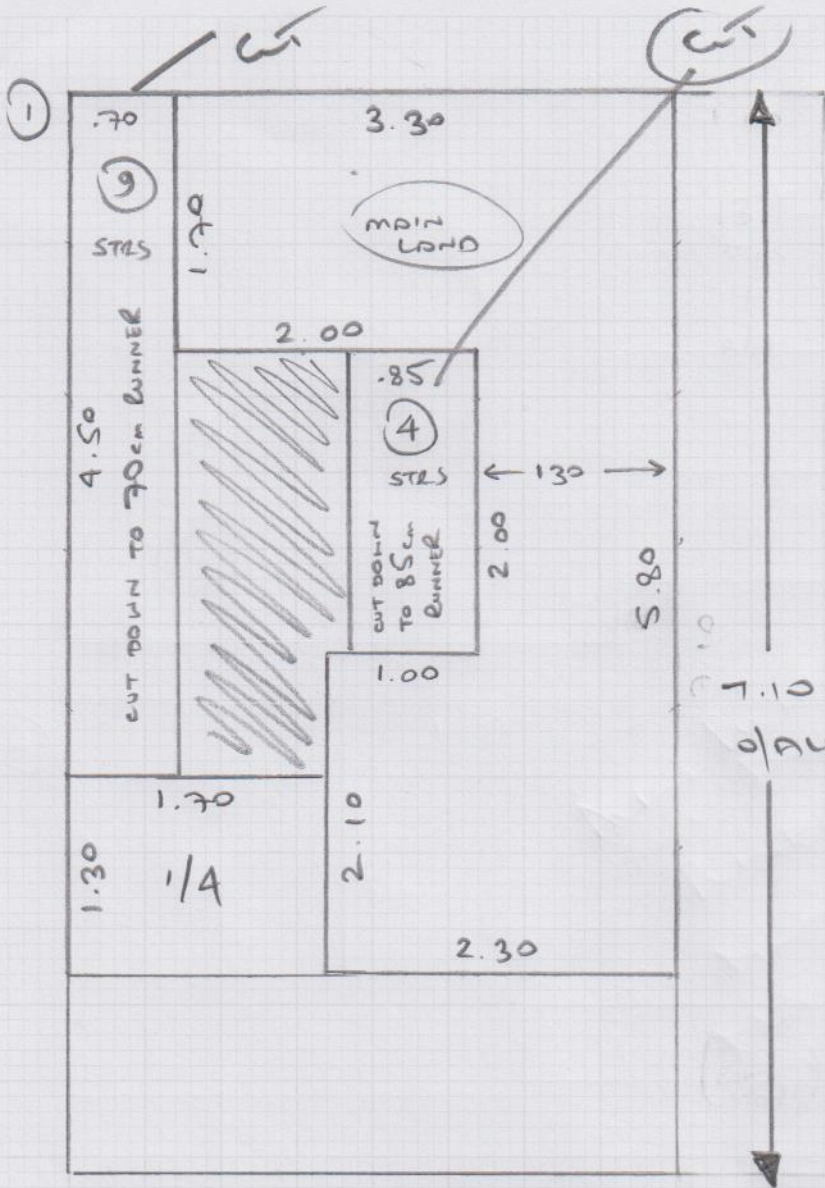 CUT
CUT
1
.70
3.30
9
STRS
1.70
MAIN
LAND
2.00
.85
4
STRS
← 130 →
4.50
CUT DOWN TO 70cm RUNNER
CUT DOWN
TO 85cm
RUNNER
2.00
5.80
1.00
7.10
O/AL
1.70
1.30
1/4
2.10
2.30